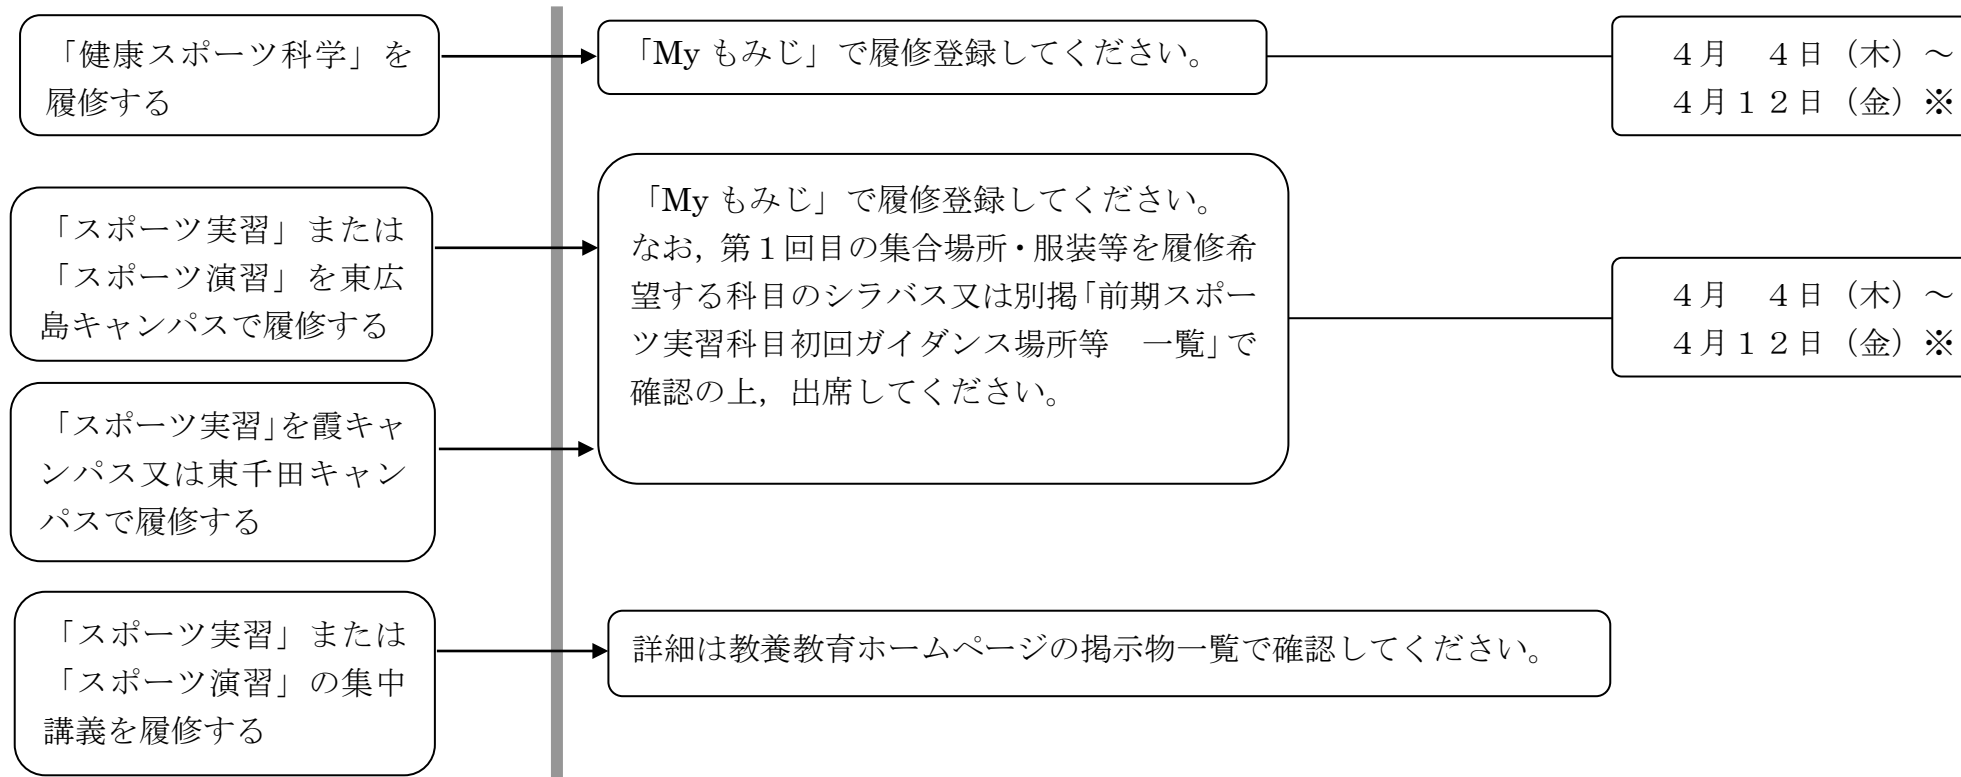 「健康スポーツ科学」を
履修する
「My もみじ」で履修登録してください。
４月　４日（木）～
４月１２日（金）※
「スポーツ実習」または
「スポーツ演習」を東広
島キャンパスで履修する
「My もみじ」で履修登録してください。
なお，第１回目の集合場所・服装等を履修希
望する科目のシラバス又は別掲「前期スポー
ツ実習科目初回ガイダンス場所等　一覧」で
確認の上，出席してください。
４月　４日（木）～
４月１２日（金）※
「スポーツ実習」を霞キャ
ンパス又は東千田キャン
パスで履修する
「スポーツ実習」または
「スポーツ演習」の集中
講義を履修する
詳細は教養教育ホームページの掲示物一覧で確認してください。